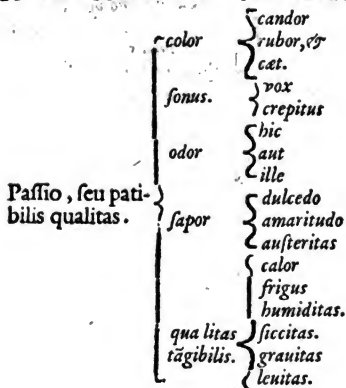 color
candor
rubor, &
cæt.
ſonus.
vox
crepitus
odor
hic
aut
ille
Paſſio, ſeu pati-
bilis qualitas.
ſapor
dulcedo
amaritudo
auſteritas
qua litas
tãgibilis.
calor
frigus
humiditas.
ſiccitas.
grauitas
leuitas.